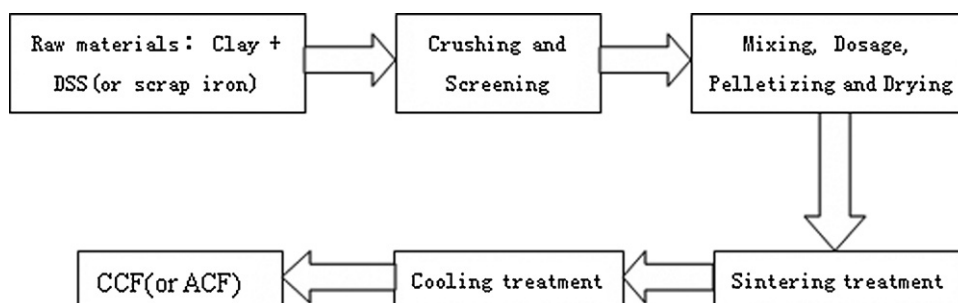 Raw materials: Clay +
DSS(or scrap iron)
Crushing and
Screening
Mixing, Dosage,
Pelletizing and Drying
Sintering treatment
Cooling treatment
CCF(or ACF)